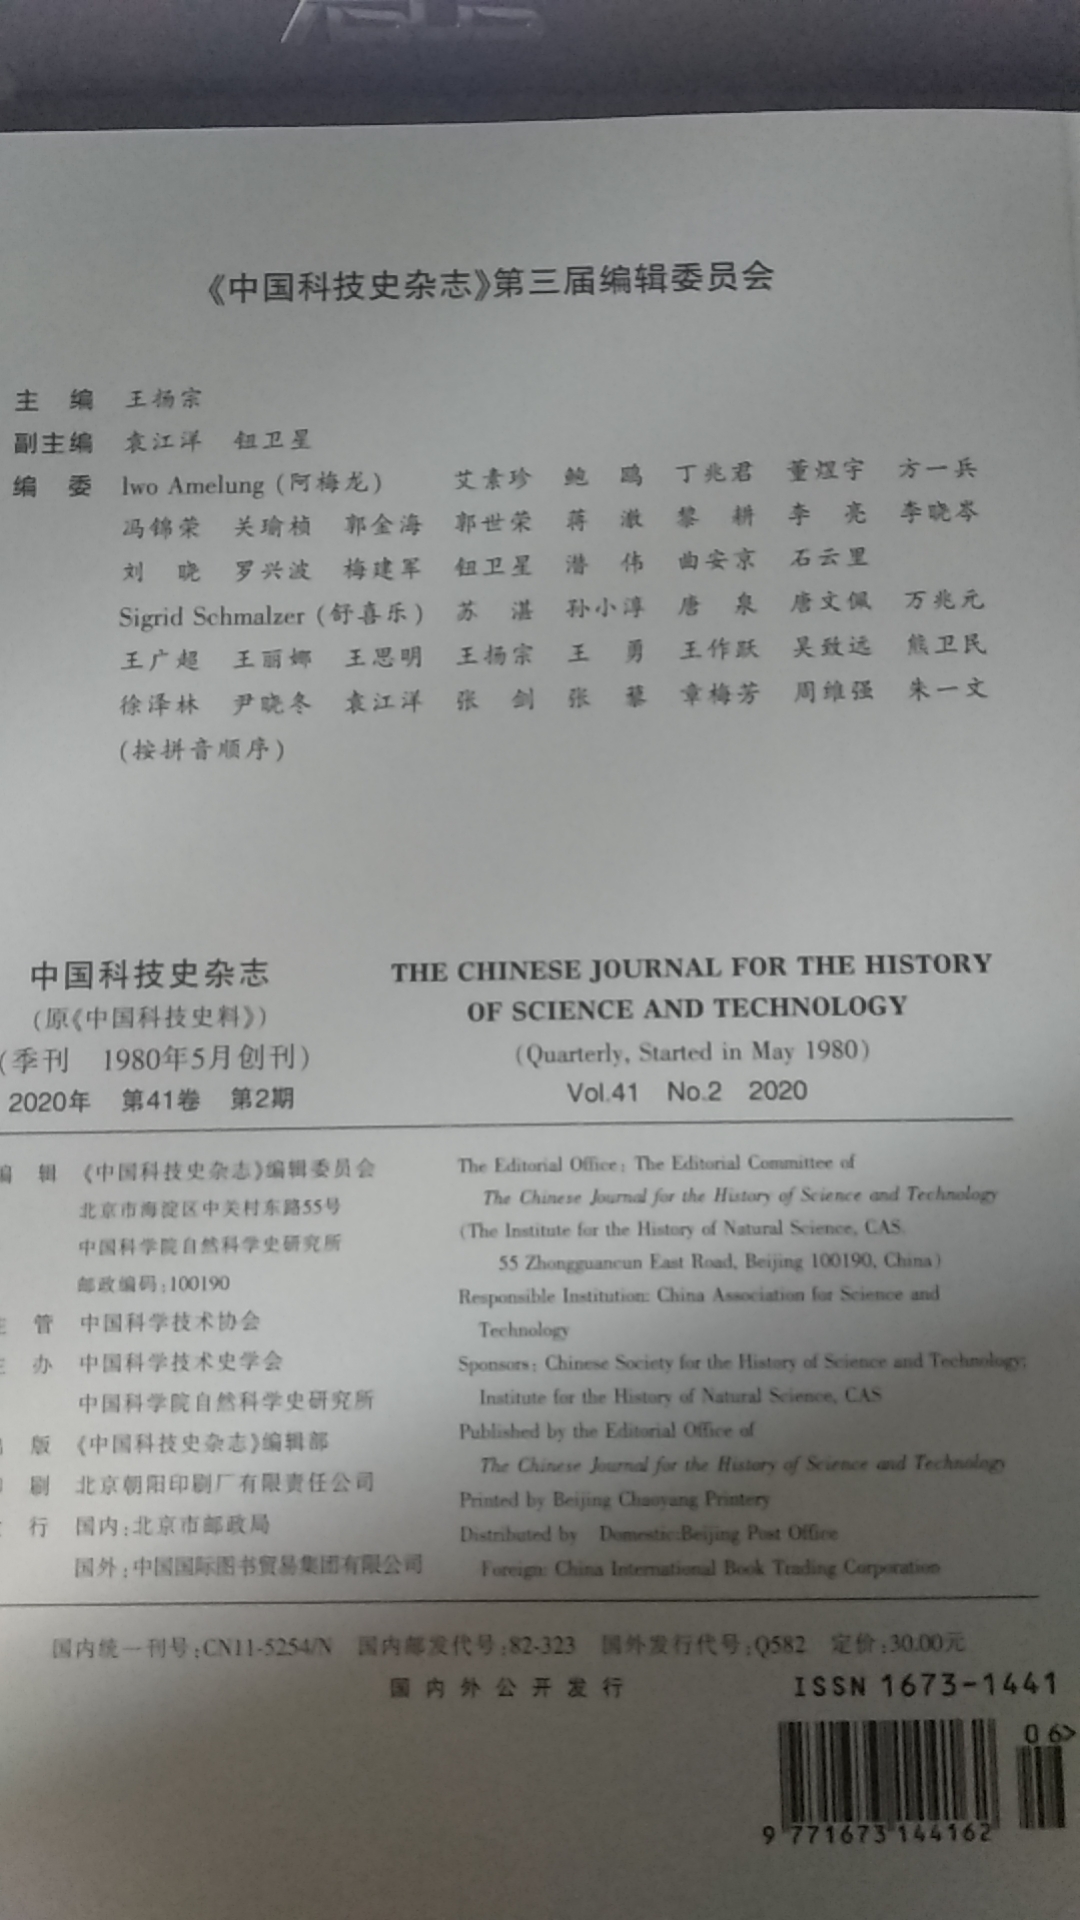 ASUS
《中国科技史杂志》第三届编辑委员会
主 编 王扬宗
副主编 袁江洋 钮卫星
编 委 Iwo Amelung (阿梅龙) 艾素珍 鲍 鸥 丁兆君 董煜宇 方一兵
冯锦荣 关瑜桢 郭金海 郭世荣 蒋 澈 黎 耕 李 亮 李晓岑
刘 晓 罗兴波 梅建军 钮卫星 潜 伟 曲安京 石云里
Sigrid Schmalzer (舒喜乐) 苏 湛 孙小淳 唐 泉 唐文佩 万兆元
王广超 王丽娜 王思明 王扬宗 王 勇 王作跃 吴致远 熊卫民
徐泽林 尹晓冬 袁江洋 张 剑 张 藜 章梅芳 周维强 朱一文
(按拼音顺序)
中国科技史杂志
(原《中国科技史料》)
(季刊 1980年5月创刊)
2020年 第41卷 第2期
THE CHINESE JOURNAL FOR THE HISTORY
OF SCIENCE AND TECHNOLOGY
(Quarterly, Started in May 1980)
Vol.41 No.2 2020
编 辑 《中国科技史杂志》编辑委员会
北京市海淀区中关村东路55号
中国科学院自然科学史研究所
邮政编码:100190
主 管 中国科学技术协会
主 办 中国科学技术史学会
中国科学院自然科学史研究所
出 版 《中国科技史杂志》编辑部
印 刷 北京朝阳印刷厂有限责任公司
发 行 国内:北京市邮政局
国外:中国国际图书贸易集团有限公司
The Editorial Office: The Editorial Committee of
The Chinese Journal for the History of Science and Technology
(The Institute for the History of Natural Science, CAS.
55 Zhongguancun East Road, Beijing 100190, China)
Responsible Institution: China Association for Science and
Technology
Sponsors: Chinese Society for the History of Science and Technology;
Institute for the History of Natural Science, CAS
Published by the Editorial Office of
The Chinese Journal for the History of Science and Technology
Printed by Beijing Chaoyang Printery
Distributed by Domestic:Beijing Post Office
Foreign: China International Book Trading Corporation
国内统一刊号:CN11-5254/N 国内邮发代号:82-323 国外发行代号:Q582 定价:30.00元
国内外公开发行
ISSN 1673-1441
06>
9 771673 144162